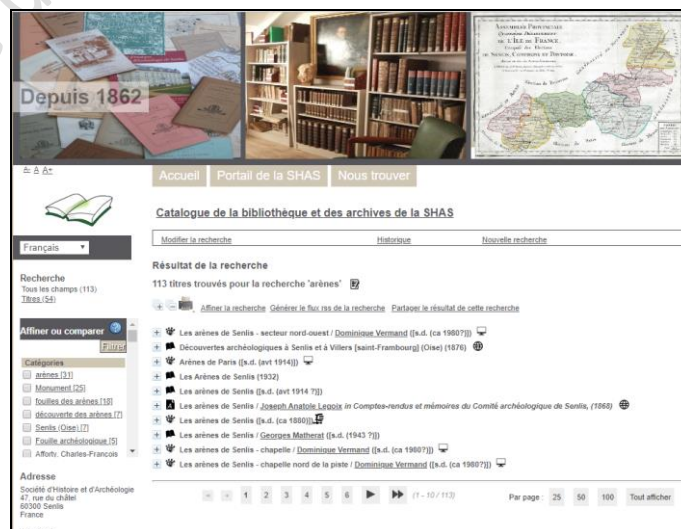 Depuis 1862
ASSEMBLÉE PROVINCIALE
DE L'ÎLE DE FRANCE
A- A A+
Accueil
Portail de la SHAS
Nous trouver
Français
Catalogue de la bibliothèque et des archives de la SHAS
Modifier la recherche
Historique
Nouvelle recherche
Recherche
Tous les champs (113)
Titres (54)
Résultat de la recherche
113 titres trouvés pour la recherche 'arènes'
Affiner la recherche Générer le flux rss de la recherche Partager le résultat de cette recherche
Affiner ou comparer
Filtrer
Catégories
arènes [31]
Monument [25]
fouilles des arènes [18]
découverte des arènes [7]
Senlis (Oise) [7]
Fouille archéologique [5]
Afforty, Charles-François
Les arènes de Senlis - secteur nord-ouest / Dominique Vermand ([s.d. (ca 1980?)])
Découvertes archéologiques à Senlis et à Villers [saint-Frambourg] (Oise) (1876)
Arènes de Paris ([s.d. (avt 1914)])
Les Arènes de Senlis (1932)
Les arènes de Senlis ([s.d. (avt 1914 ?)])
Les arènes de Senlis / Joseph Anatole Legoix in Comptes-rendus et mémoires du Comité archéologique de Senlis, (1868)
Les arènes de Senlis ([s.d. (ca 1880)])
Les arènes de Senlis / Georges Matherat ([s.d. (1943 ?)])
Les arènes de Senlis - chapelle / Dominique Vermand ([s.d. (ca 1980?)])
Les arènes de Senlis - chapelle nord de la piste / Dominique Vermand ([s.d. (ca 1980?)])
1 2 3 4 5 6 (1 - 10 / 113)
Par page : 25 50 100 Tout afficher
Adresse
Société d'Histoire et d'Archéologie
47, rue du châtel
60300 Senlis
France